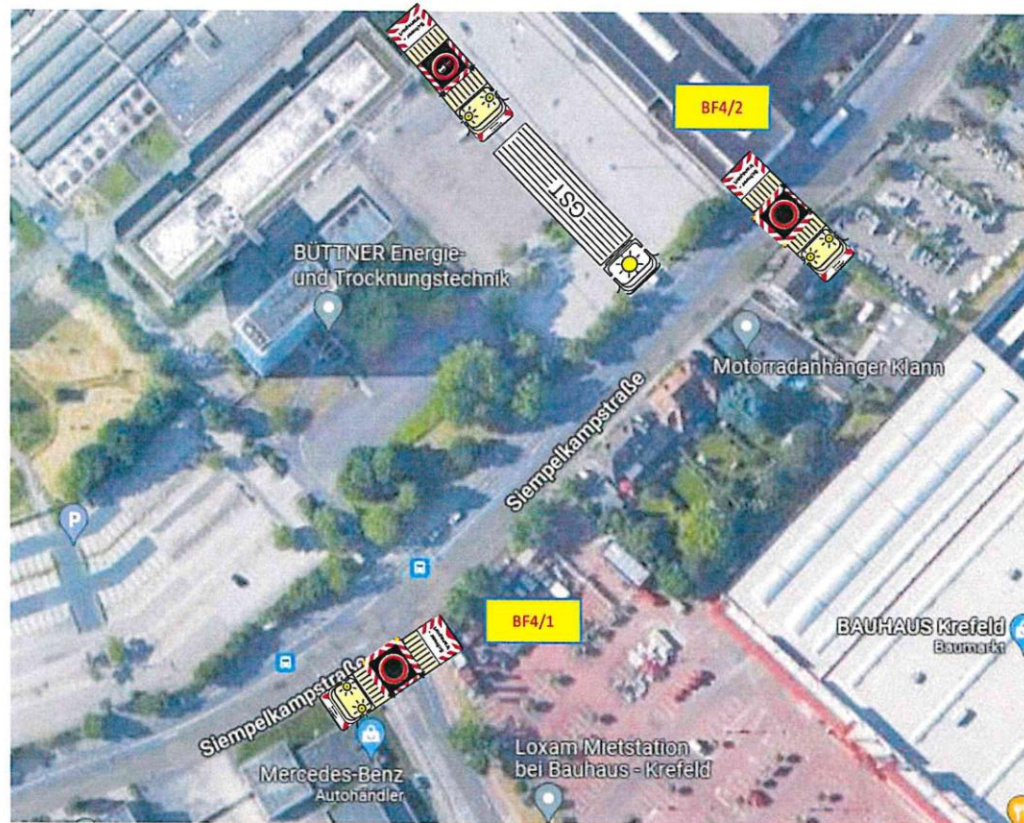 BF4/2
GST
BÜTTNER Energie-
und Trocknungstechnik
Motorradanhänger Klann
Siempelkampstraße
P
BF4/1
BAUHAUS Krefeld
Baumarkt
Siempelkampstraße
Mercedes-Benz
Autohändler
Loxam Mietstation
bei Bauhaus - Krefeld